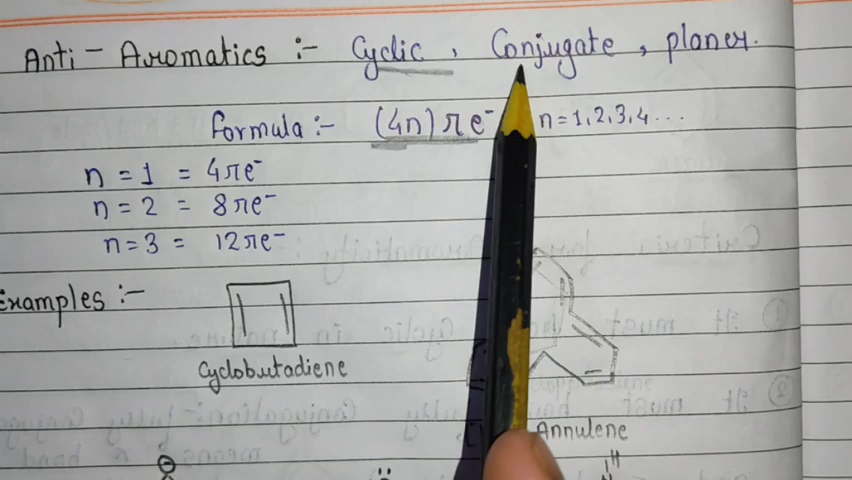 Anti-Aromatics :- Cyclic, Conjugate, planer.
Formula :- (4n)πe⁻ n=1,2,3,4...
n = 1 = 4πe⁻
n = 2 = 8πe⁻
n = 3 = 12πe⁻
Examples :-
Cyclobutadiene
Annulene
⊖
H